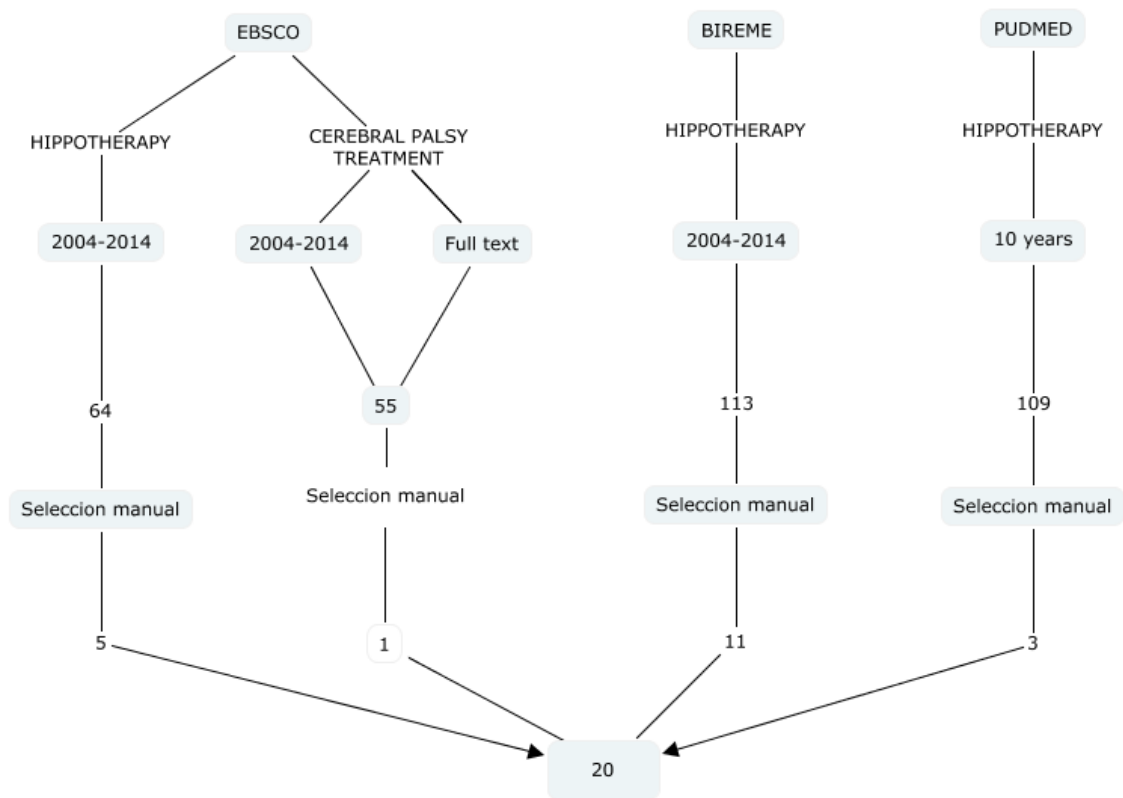 EBSCO
BIREME
PUDMED
HIPPOTHERAPY
CEREBRAL PALSY
TREATMENT
HIPPOTHERAPY
HIPPOTHERAPY
2004-2014
2004-2014
Full text
2004-2014
10 years
64
55
113
109
Seleccion manual
Seleccion manual
Seleccion manual
Seleccion manual
5
1
11
3
20